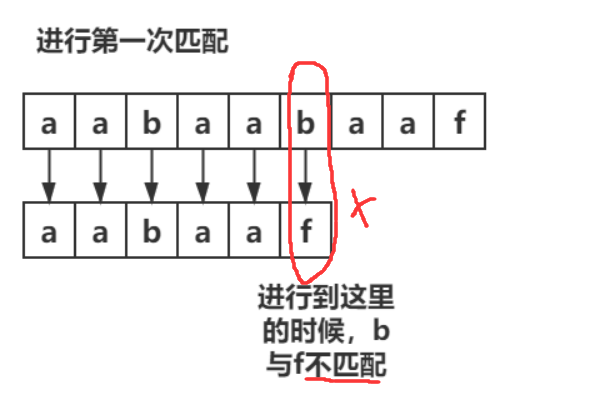 进行第一次匹配
a a b a a b a a f
a a b a a f
进行到这里
的时候，b
与f不匹配